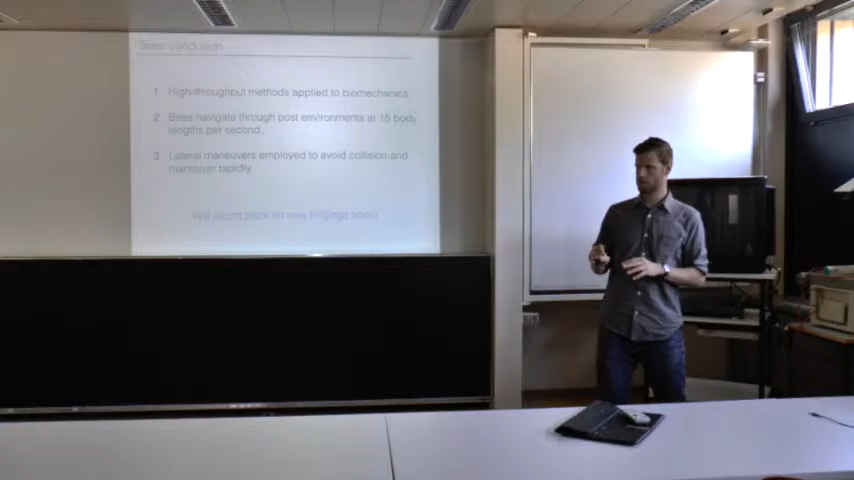 conclusion
1 High-throughput methods applied to biomechanics.
2 Bees navigate through post environments at 15 body
lengths per second.
3 Lateral maneuvers employed to avoid collision and
maneuver rapidly.